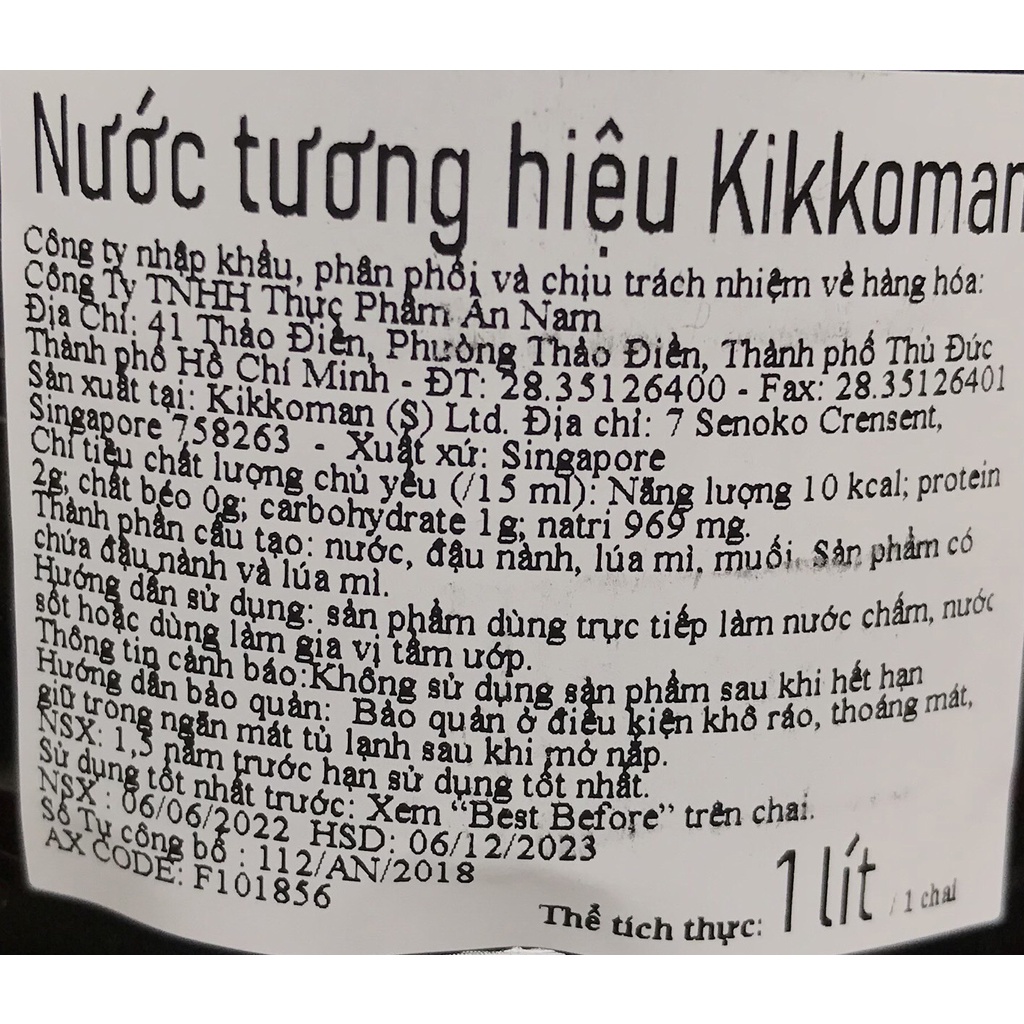 Nước tương hiệu Kikkoman
Công ty nhập khẩu, phân phối và chịu trách nhiệm về hàng hóa:
Công Ty TNHH Thực Phẩm An Nam
Địa Chỉ: 41 Thảo Điền, Phường Thảo Điền, Thành phố Thủ Đức
Thành phố Hồ Chí Minh - ĐT: 28.35126400 - Fax: 28.35126401
Sản xuất tại: Kikkoman (S) Ltd. Địa chỉ: 7 Senoko Crensent,
Singapore 758263 - Xuất xứ: Singapore
Chỉ tiêu chất lượng chủ yếu (/15 ml): Năng lượng 10 kcal; protein
2g; chất béo 0g; carbohydrate 1g; natri 969 mg.
Thành phần cấu tạo: nước, đậu nành, lúa mì, muối. Sản phẩm có
chứa đậu nành và lúa mì.
Hướng dẫn sử dụng: sản phẩm dùng trực tiếp làm nước chấm, nước
sốt hoặc dùng làm gia vị tẩm ướp.
Thông tin cảnh báo:Không sử dụng sản phẩm sau khi hết hạn
Hướng dẫn bảo quản: Bảo quản ở điều kiện khô ráo, thoáng mát,
giữ trong ngăn mát tủ lạnh sau khi mở nắp.
NSX: 1,5 năm trước hạn sử dụng tốt nhất.
Sử dụng tốt nhất trước: Xem "Best Before" trên chai.
NSX : 06/06/2022 HSD: 06/12/2023
Số Tự công bố : 112/AN/2018
AX CODE: F101856
Thể tích thực: 1 lít / 1 chai